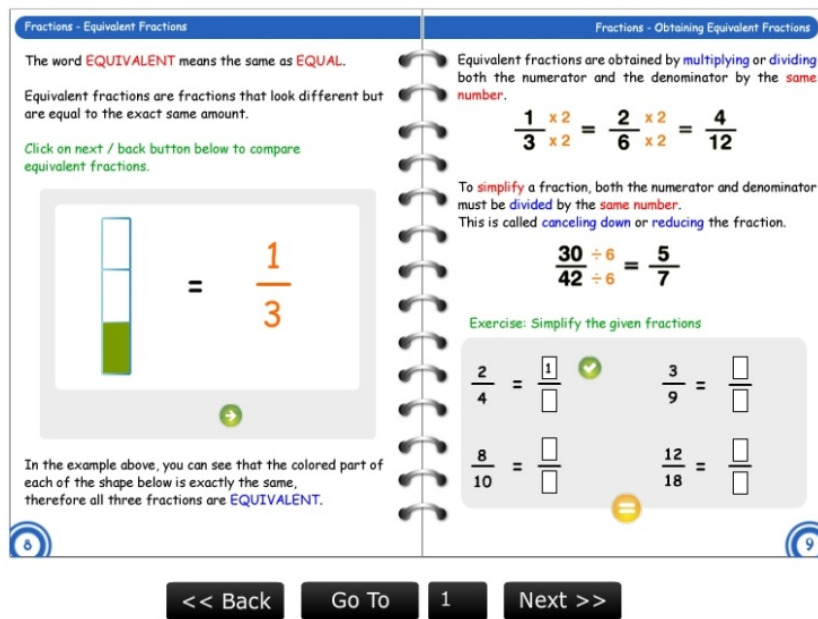 Fractions - Equivalent Fractions
The word EQUIVALENT means the same as EQUAL.
Equivalent fractions are fractions that look different but
are equal to the exact same amount.
Click on next / back button below to compare
equivalent fractions.
= 1/3
In the example above, you can see that the colored part of
each of the shape below is exactly the same,
therefore all three fractions are EQUIVALENT.
8
Fractions - Obtaining Equivalent Fractions
Equivalent fractions are obtained by multiplying or dividing
both the numerator and the denominator by the same
number.
1 x 2 / 3 x 2 = 2 x 2 / 6 x 2 = 4/12
To simplify a fraction, both the numerator and denominator
must be divided by the same number.
This is called canceling down or reducing the fraction.
30 ÷ 6 / 42 ÷ 6 = 5/7
Exercise: Simplify the given fractions
2/4 = 1/□ 3/9 = □/□
8/10 = □/□ 12/18 = □/□
=
9
<< Back Go To 1 Next >>